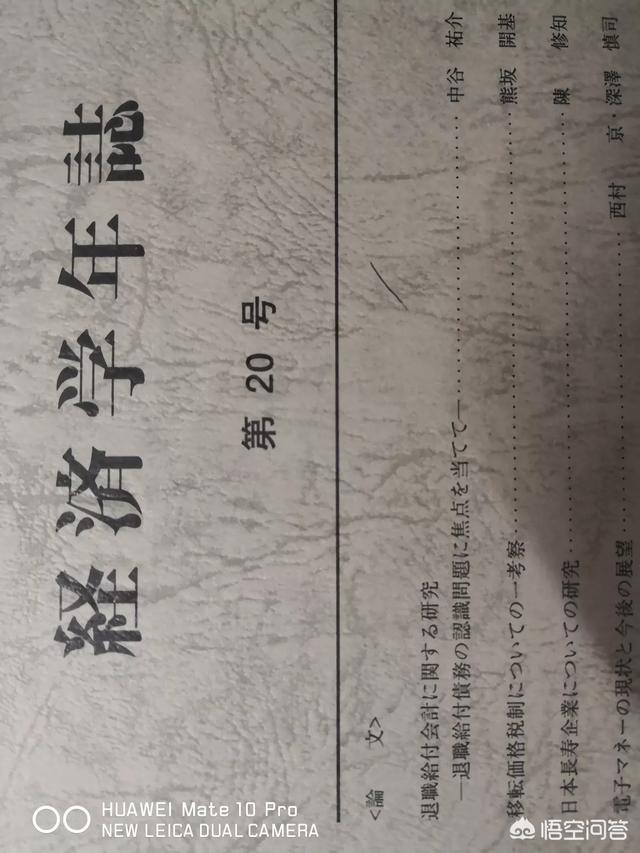 経済学年誌
第 20 号
<論 文>
退職給付会計に関する研究
―退職給付債務の認識問題に焦点を当てて―……………………中谷 祐介
移転価格税制についての一考察……………………………………熊坂 開基
日本長寿企業についての研究………………………………………陳 修知
電子マネーの現状と今後の展望……………………………西村 京・深澤 慎司
HUAWEI Mate 10 Pro
NEW LEICA DUAL CAMERA
悟空问答